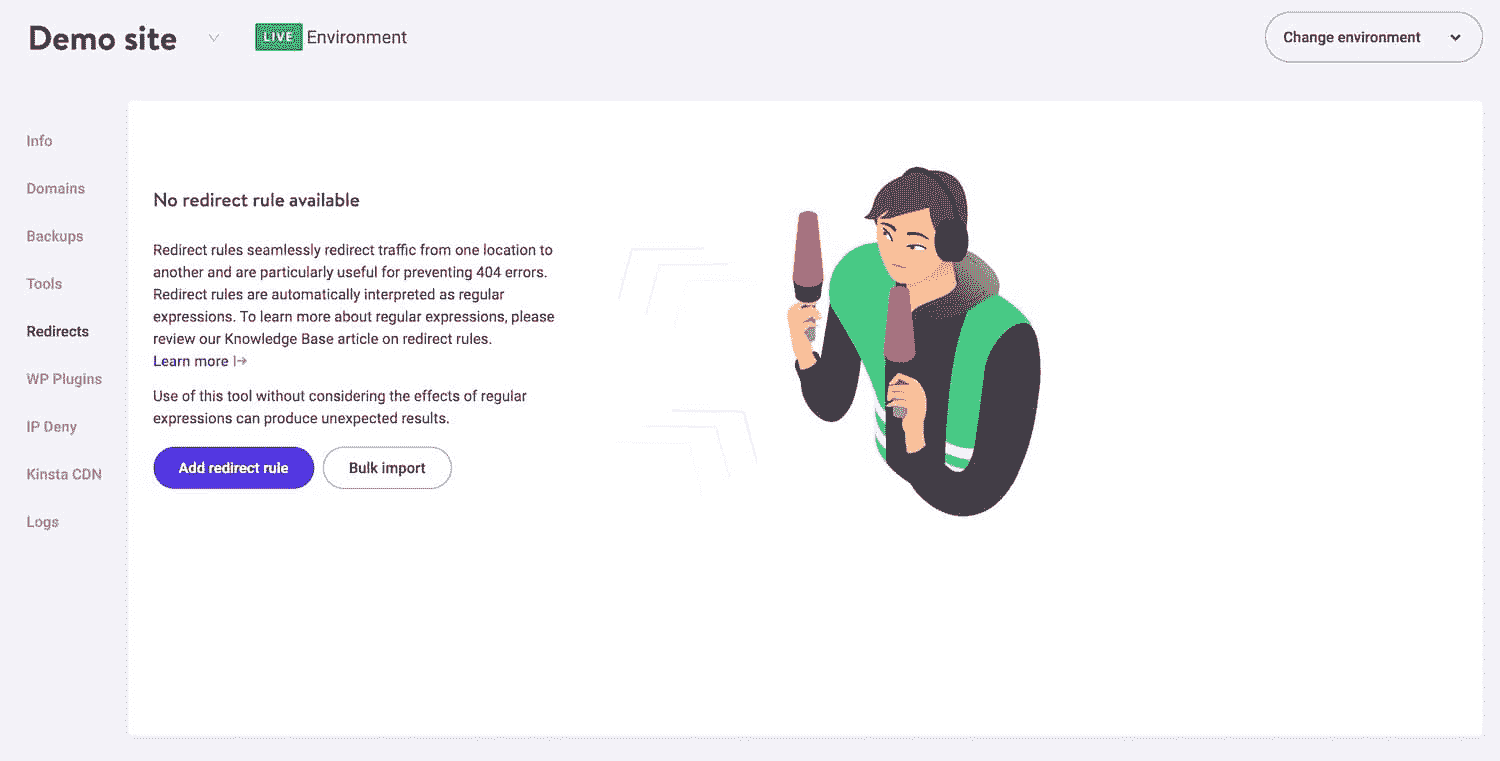 Demo site
LIVE Environment
Change environment
Info
Domains
Backups
Tools
Redirects
WP Plugins
IP Deny
Kinsta CDN
Logs
No redirect rule available
Redirect rules seamlessly redirect traffic from one location to
another and are particularly useful for preventing 404 errors.
Redirect rules are automatically interpreted as regular
expressions. To learn more about regular expressions, please
review our Knowledge Base article on redirect rules.
Learn more
Use of this tool without considering the effects of regular
expressions can produce unexpected results.
Add redirect rule
Bulk import